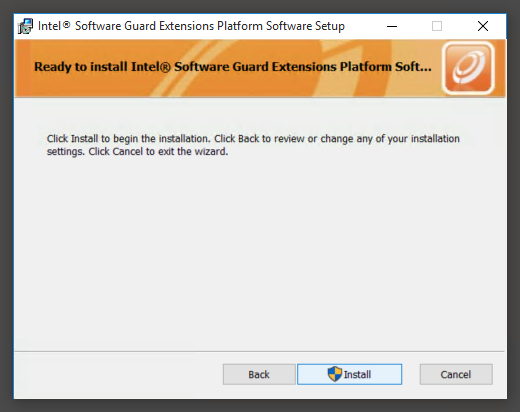 Intel® Software Guard Extensions Platform Software Setup
Ready to install Intel® Software Guard Extensions Platform Soft...
Click Install to begin the installation. Click Back to review or change any of your installation
settings. Click Cancel to exit the wizard.
Back
Install
Cancel